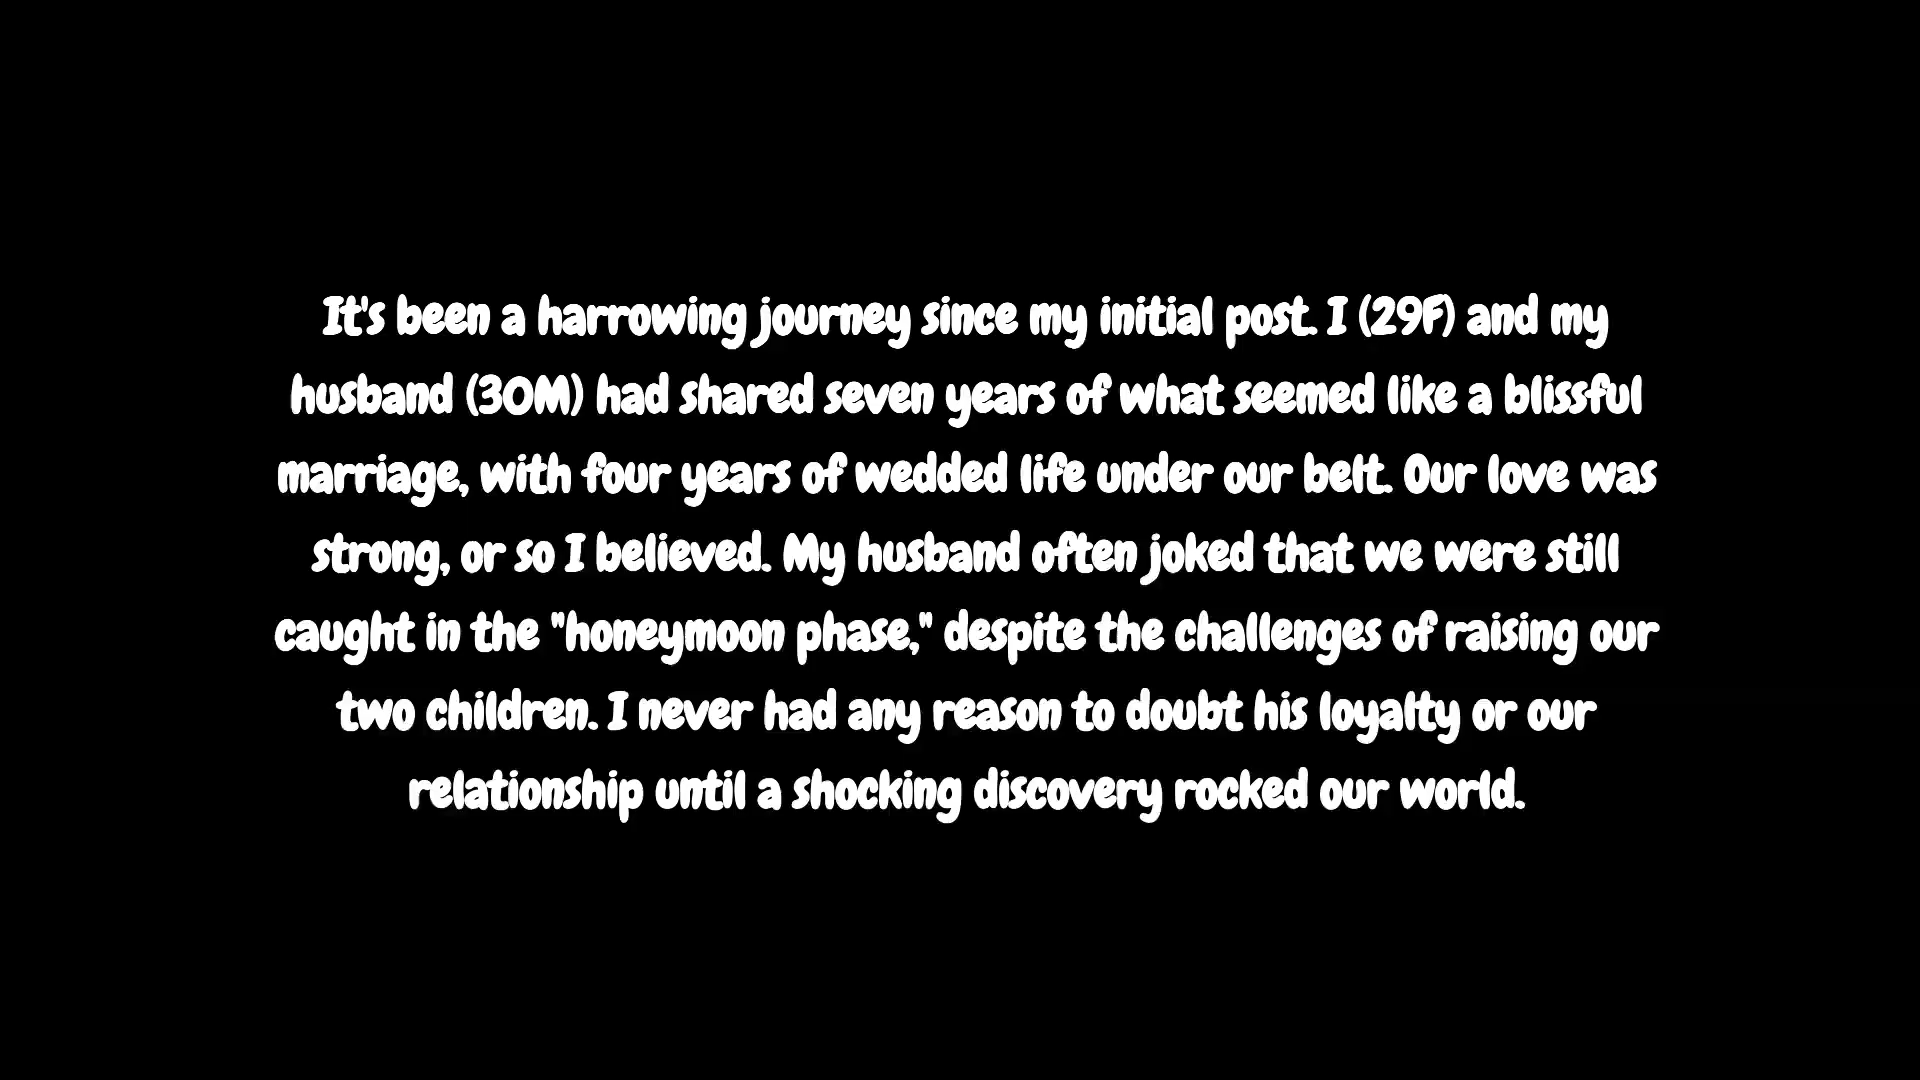 It's been a harrowing journey since my initial post. I (29F) and my
husband (30M) had shared seven years of what seemed like a blissful
marriage, with four years of wedded life under our belt. Our love was
strong, or so I believed. My husband often joked that we were still
caught in the "honeymoon phase," despite the challenges of raising our
two children. I never had any reason to doubt his loyalty or our
relationship until a shocking discovery rocked our world.